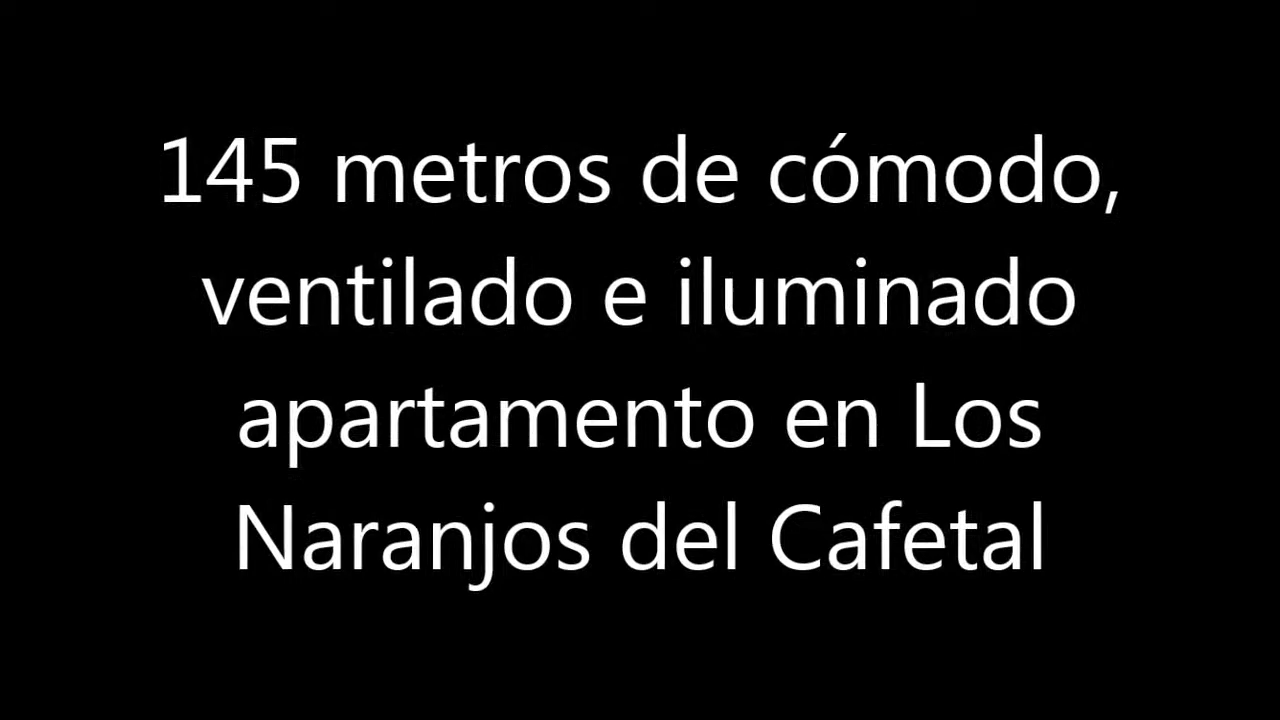 145 metros de cómodo,
ventilado e iluminado
apartamento en Los
Naranjos del Cafetal